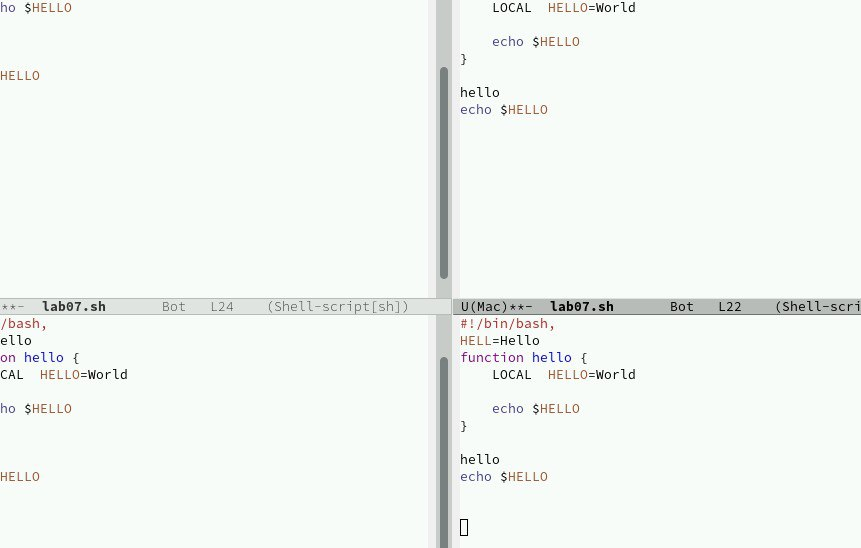 ho $HELLO
HELLO
    LOCAL  HELLO=World
    echo $HELLO
}
hello
echo $HELLO
**-  lab07.sh       Bot   L24    (Shell-script[sh])
U(Mac)**-  lab07.sh       Bot   L22    (Shell-scri
/bash,
ello
on hello {
CAL  HELLO=World
ho $HELLO
HELLO
#!/bin/bash,
HELL=Hello
function hello {
    LOCAL  HELLO=World
    echo $HELLO
}
hello
echo $HELLO